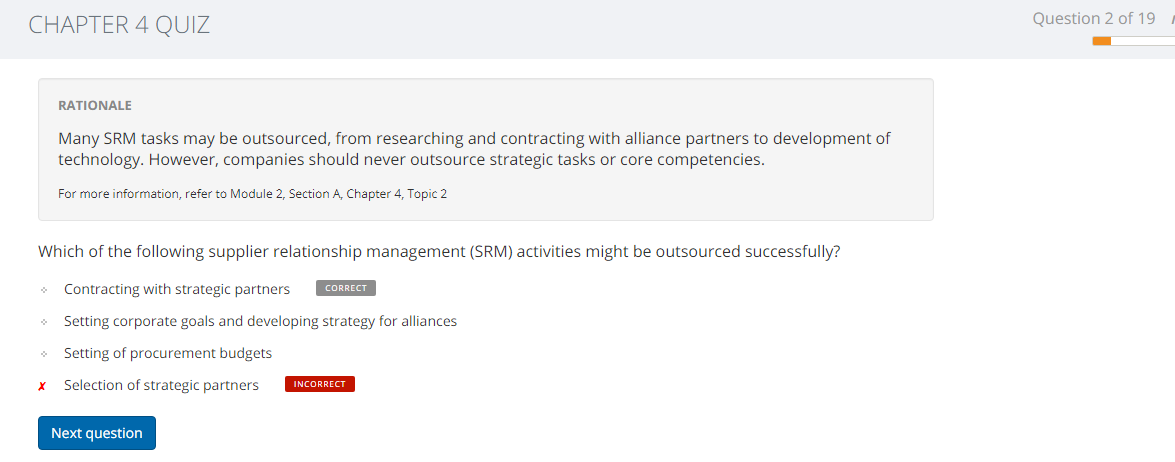 CHAPTER 4 QUIZ
Question 2 of 19
RATIONALE
Many SRM tasks may be outsourced, from researching and contracting with alliance partners to development of
technology. However, companies should never outsource strategic tasks or core competencies.
For more information, refer to Module 2, Section A, Chapter 4, Topic 2
Which of the following supplier relationship management (SRM) activities might be outsourced successfully?
Contracting with strategic partners CORRECT
Setting corporate goals and developing strategy for alliances
Setting of procurement budgets
✗ Selection of strategic partners INCORRECT
Next question